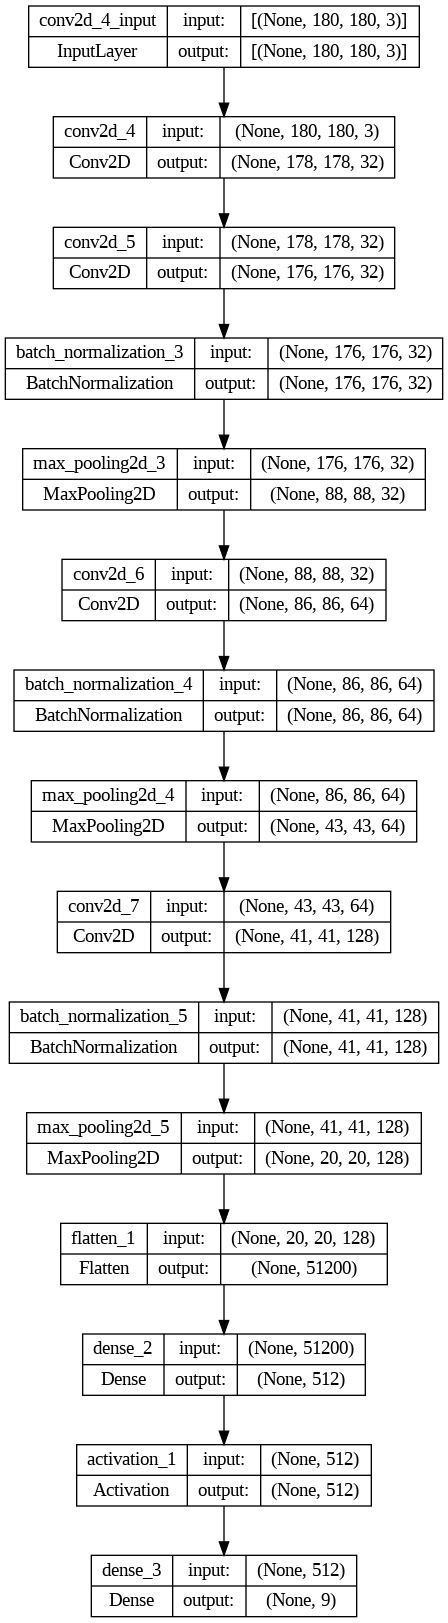 conv2d_4_input input: [(None, 180, 180, 3)]
InputLayer output: [(None, 180, 180, 3)]
conv2d_4 input: (None, 180, 180, 3)
Conv2D output: (None, 178, 178, 32)
conv2d_5 input: (None, 178, 178, 32)
Conv2D output: (None, 176, 176, 32)
batch_normalization_3 input: (None, 176, 176, 32)
BatchNormalization output: (None, 176, 176, 32)
max_pooling2d_3 input: (None, 176, 176, 32)
MaxPooling2D output: (None, 88, 88, 32)
conv2d_6 input: (None, 88, 88, 32)
Conv2D output: (None, 86, 86, 64)
batch_normalization_4 input: (None, 86, 86, 64)
BatchNormalization output: (None, 86, 86, 64)
max_pooling2d_4 input: (None, 86, 86, 64)
MaxPooling2D output: (None, 43, 43, 64)
conv2d_7 input: (None, 43, 43, 64)
Conv2D output: (None, 41, 41, 128)
batch_normalization_5 input: (None, 41, 41, 128)
BatchNormalization output: (None, 41, 41, 128)
max_pooling2d_5 input: (None, 41, 41, 128)
MaxPooling2D output: (None, 20, 20, 128)
flatten_1 input: (None, 20, 20, 128)
Flatten output: (None, 51200)
dense_2 input: (None, 51200)
Dense output: (None, 512)
activation_1 input: (None, 512)
Activation output: (None, 512)
dense_3 input: (None, 512)
Dense output: (None, 9)